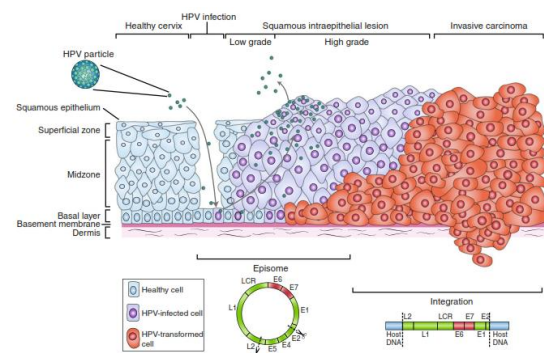 HPV infection
Healthy cervix
Squamous intraepithelial lesion
Invasive carcinoma
Low grade
High grade
HPV particle
Squamous epithelium
Superficial zone
Midzone
Basal layer
Basement membrane
Dermis
Episome
LCR
E6
E7
L1
E1
E2
L2
E5
E4
Healthy cell
HPV-infected cell
HPV-transformed
cell
Integration
L2
LCR
E7
E2
Host
DNA
L1
E6
E1
Host
DNA